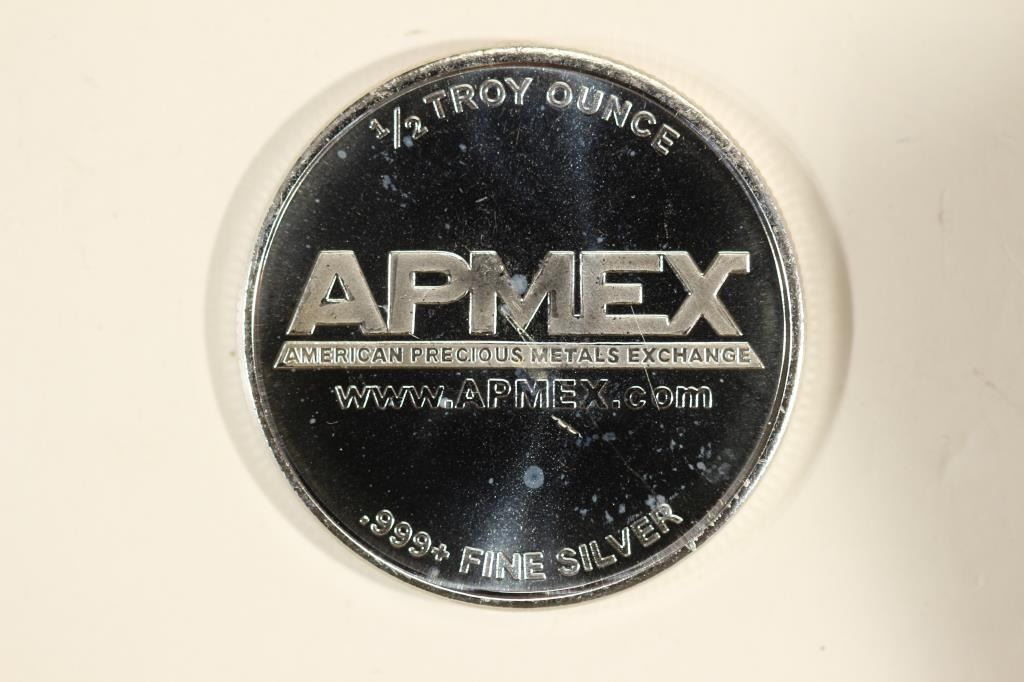 1/2 TROY OUNCE
APMEX
AMERICAN PRECIOUS METALS EXCHANGE
www.APMEX.com
.999+ FINE SILVER